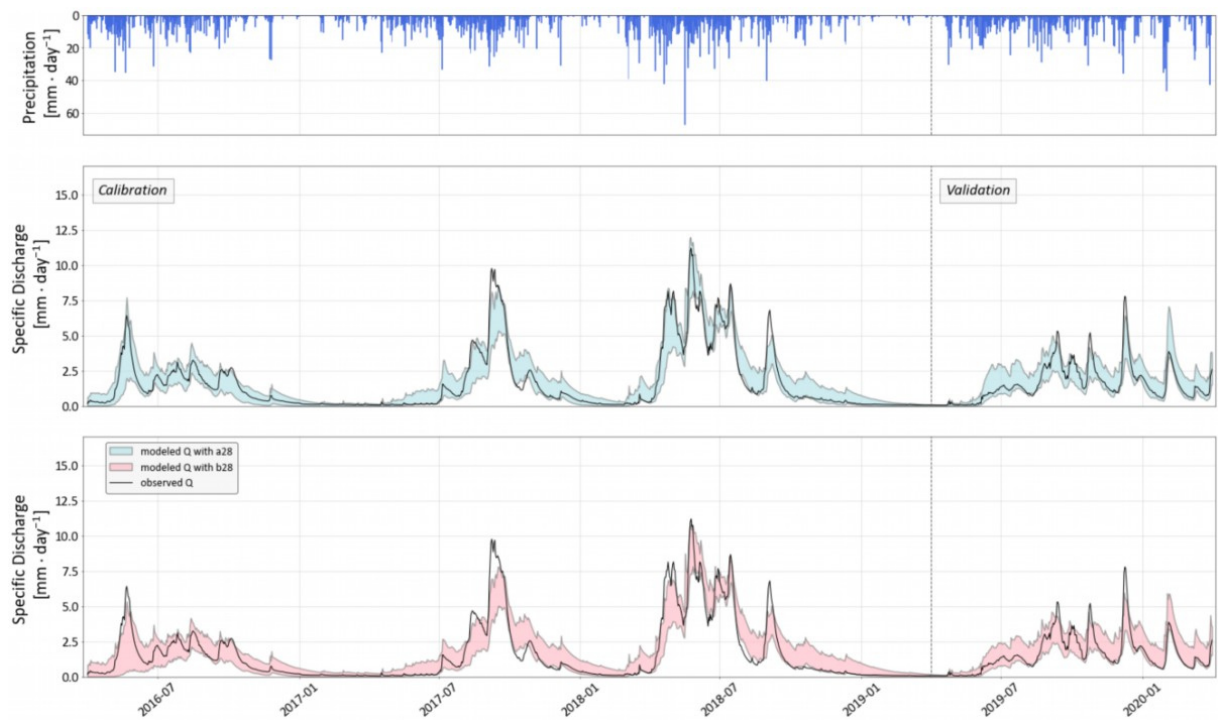 0
20
40
60
Precipitation
[mm · day⁻¹]
Calibration
Validation
15.0
12.5
10.0
7.5
5.0
2.5
0.0
Specific Discharge
[mm · day⁻¹]
modeled Q with a28
modeled Q with b28
observed Q
15.0
12.5
10.0
7.5
5.0
2.5
0.0
Specific Discharge
[mm · day⁻¹]
2016-07
2017-01
2017-07
2018-01
2018-07
2019-01
2019-07
2020-01